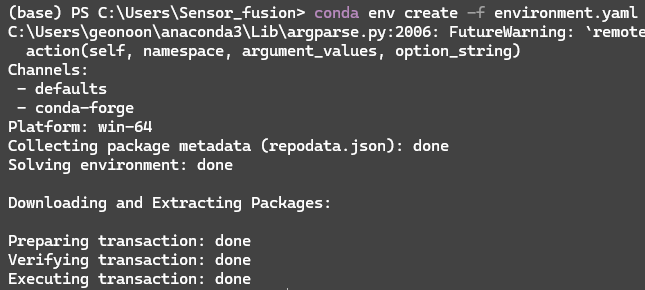 (base) PS C:\Users\Sensor_fusion> conda env create -f environment.yaml
C:\Users\geonoon\anaconda3\Lib\argparse.py:2006: FutureWarning: `remote
  action(self, namespace, argument_values, option_string)
Channels:
 - defaults
 - conda-forge
Platform: win-64
Collecting package metadata (repodata.json): done
Solving environment: done

Downloading and Extracting Packages:

Preparing transaction: done
Verifying transaction: done
Executing transaction: done